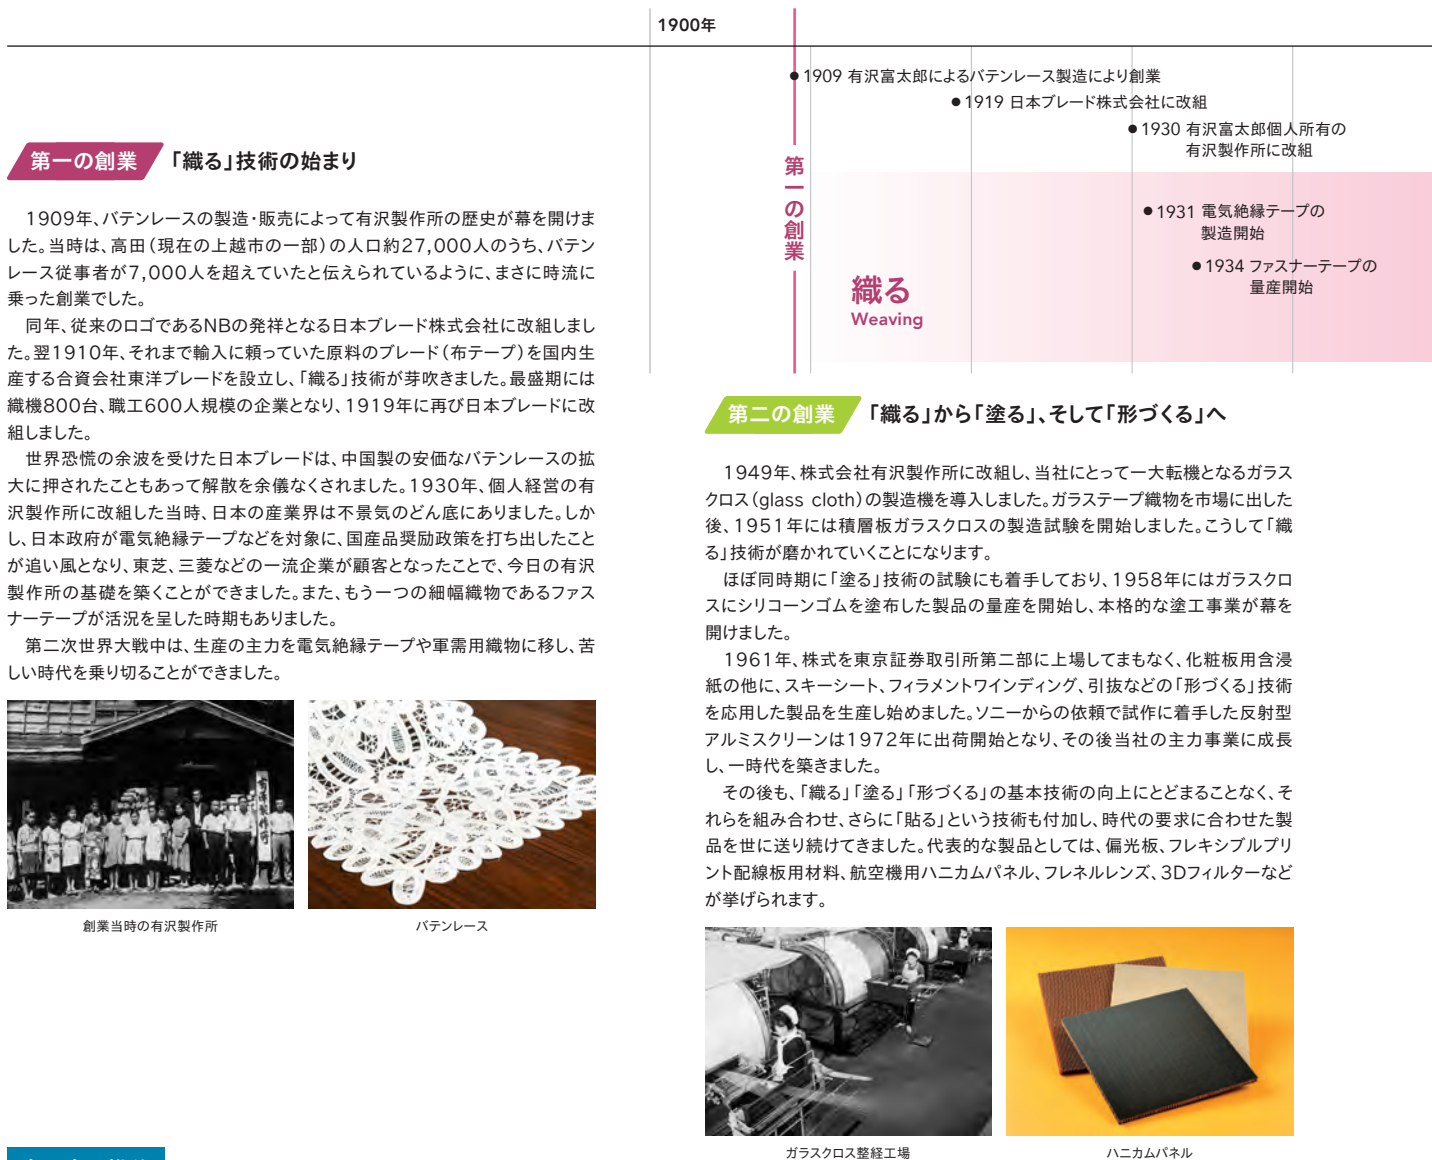 1900年
● 1909 有沢富太郎によるバテンレース製造により創業
● 1919 日本ブレード株式会社に改組
● 1930 有沢富太郎個人所有の
有沢製作所に改組
第一の創業
● 1931 電気絶縁テープの
製造開始
● 1934 ファスナーテープの
量産開始
織る
Weaving
第一の創業 「織る」技術の始まり
1909年、バテンレースの製造・販売によって有沢製作所の歴史が幕を開けま
した。当時は、高田（現在の上越市の一部）の人口約27,000人のうち、バテン
レース従事者が7,000人を超えていたと伝えられているように、まさに時流に
乗った創業でした。
同年、従来のロゴであるNBの発祥となる日本ブレード株式会社に改組しまし
た。翌1910年、それまで輸入に頼っていた原料のブレード（布テープ）を国内生
産する合資会社東洋ブレードを設立し、「織る」技術が芽吹きました。最盛期には
織機800台、職工600人規模の企業となり、1919年に再び日本ブレードに改
組しました。
世界恐慌の余波を受けた日本ブレードは、中国製の安価なバテンレースの拡
大に押されたこともあって解散を余儀なくされました。1930年、個人経営の有
沢製作所に改組した当時、日本の産業界は不景気のどん底にありました。しか
し、日本政府が電気絶縁テープなどを対象に、国産品奨励政策を打ち出したこと
が追い風となり、東芝、三菱などの一流企業が顧客となったことで、今日の有沢
製作所の基礎を築くことができました。また、もう一つの細幅織物であるファス
ナーテープが活況を呈した時期もありました。
第二次世界大戦中は、生産の主力を電気絶縁テープや軍需用織物に移し、苦
しい時代を乗り切ることができました。
創業当時の有沢製作所
バテンレース
第二の創業 「織る」から「塗る」、そして「形づくる」へ
1949年、株式会社有沢製作所に改組し、当社にとって一大転機となるガラス
クロス（glass cloth）の製造機を導入しました。ガラステープ織物を市場に出した
後、1951年には積層板ガラスクロスの製造試験を開始しました。こうして「織
る」技術が磨かれていくことになります。
ほぼ同時期に「塗る」技術の試験にも着手しており、1958年にはガラスクロ
スにシリコーンゴムを塗布した製品の量産を開始し、本格的な塗工事業が幕を
開けました。
1961年、株式を東京証券取引所第二部に上場してまもなく、化粧板用含浸
紙の他に、スキーシート、フィラメントワインディング、引抜などの「形づくる」技術
を応用した製品を生産し始めました。ソニーからの依頼で試作に着手した反射型
アルミスクリーンは1972年に出荷開始となり、その後当社の主力事業に成長
し、一時代を築きました。
その後も、「織る」「塗る」「形づくる」の基本技術の向上にとどまることなく、そ
れらを組み合わせ、さらに「貼る」という技術も付加し、時代の要求に合わせた製
品を世に送り続けてきました。代表的な製品としては、偏光板、フレキシブルプリ
ント配線板用材料、航空機用ハニカムパネル、フレネルレンズ、3Dフィルターなど
が挙げられます。
ガラスクロス整経工場
ハニカムパネル